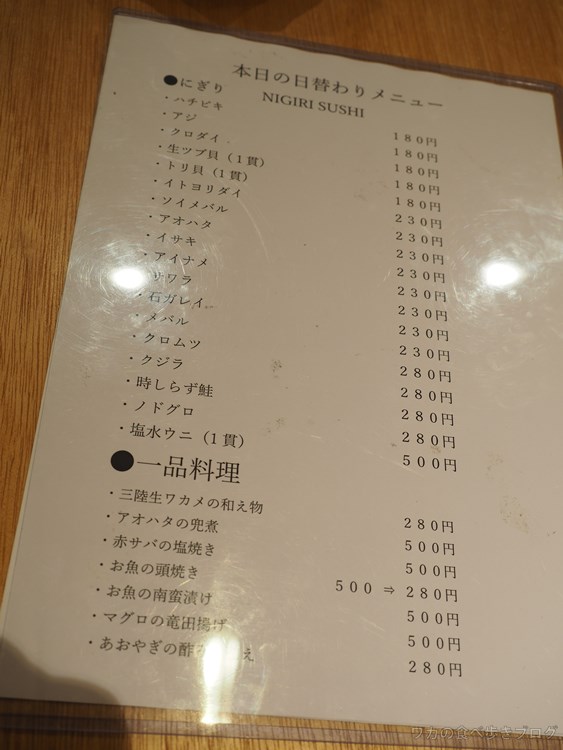 本日の日替わりメニュー
NIGIRI SUSHI
●にぎり
・ハチビキ 180円
・アジ 180円
・クロダイ 180円
・生ツブ貝（1貫） 180円
・トリ貝（1貫） 180円
・イトヨリダイ 230円
・ソイメバル 230円
・アオハタ 230円
・イサキ 230円
・アイナメ 230円
・サワラ 230円
・石ガレイ 230円
・メバル 230円
・クロムツ 280円
・クジラ 280円
・時しらず鮭 280円
・ノドグロ 280円
・塩水ウニ（1貫） 500円
●一品料理
・三陸生ワカメの和え物 280円
・アオハタの兜煮 500円
・赤サバの塩焼き 500円
・お魚の頭焼き 500 ⇒ 280円
・お魚の南蛮漬け 500円
・マグロの竜田揚げ 500円
・あおやぎの酢 え 280円
ワカの食べ歩きブログ